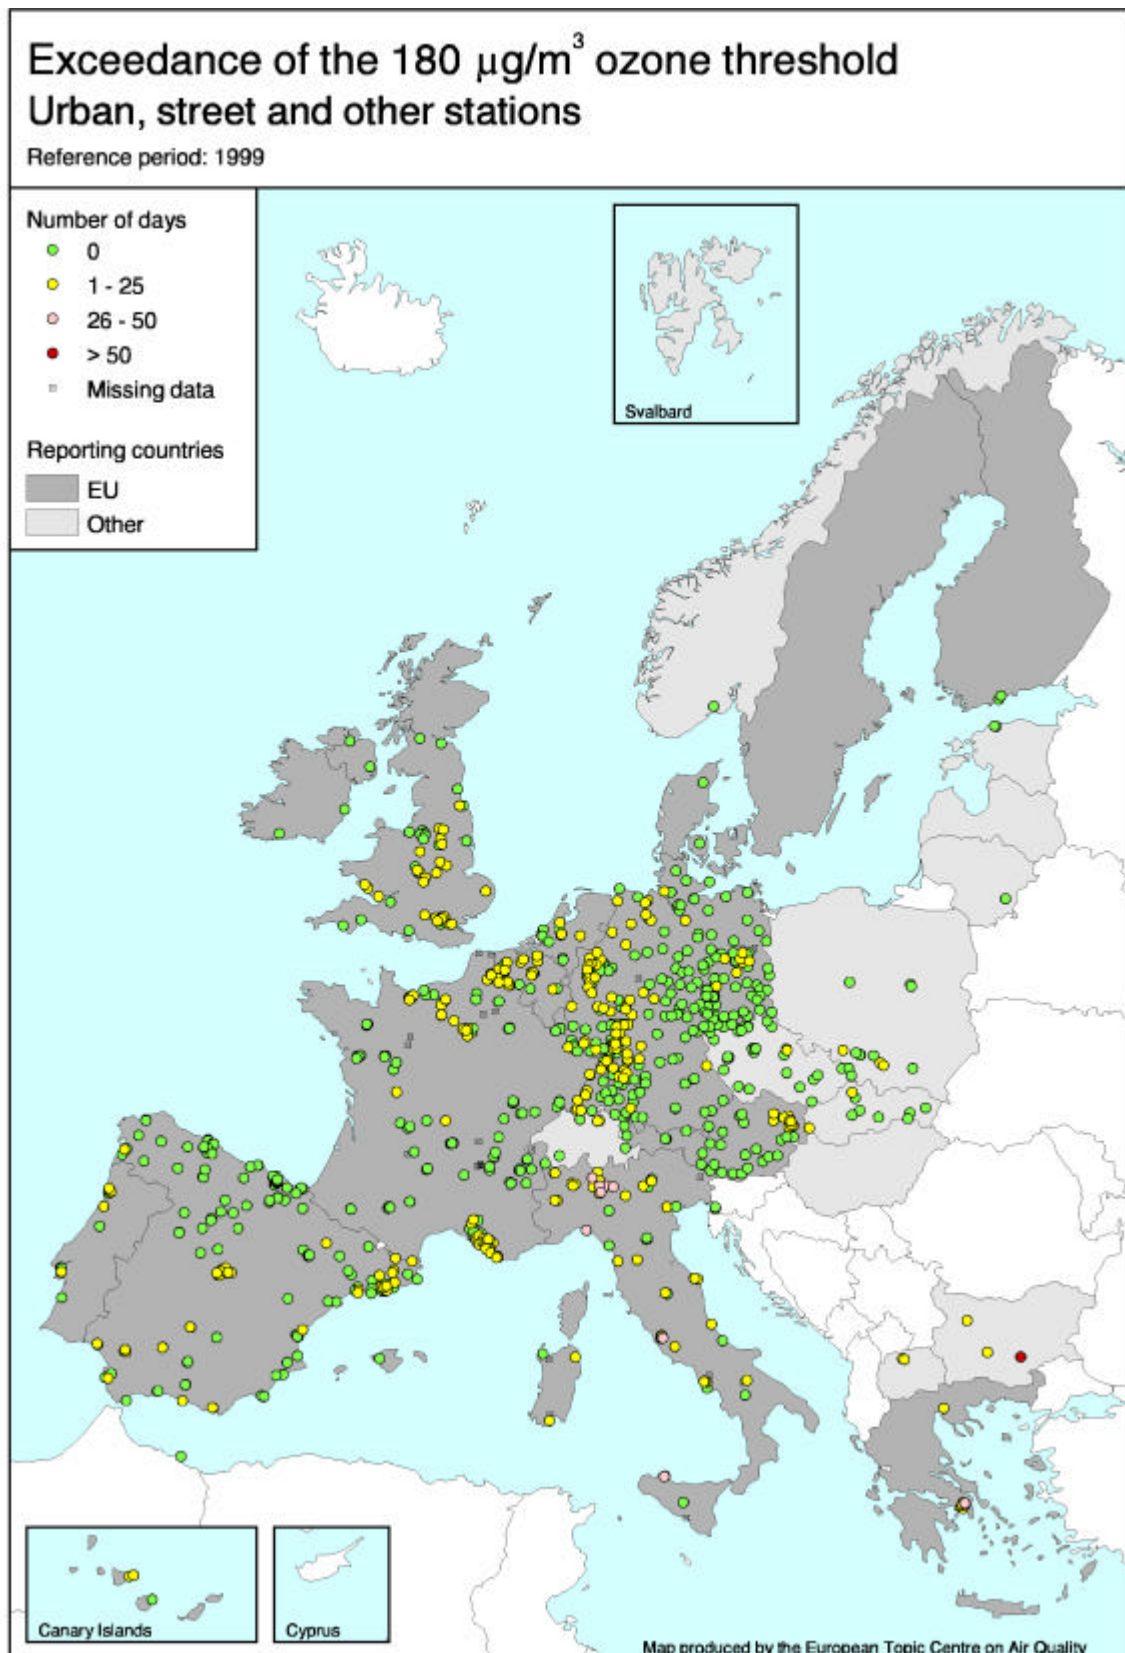 Exceedance of the 180 μg/m³ ozone threshold
Urban, street and other stations
Reference period: 1999
Number of days
0
1 - 25
26 - 50
> 50
Missing data
Reporting countries
EU
Other
Svalbard
Canary Islands
Cyprus
Map produced by the European Topic Centre on Air Quality